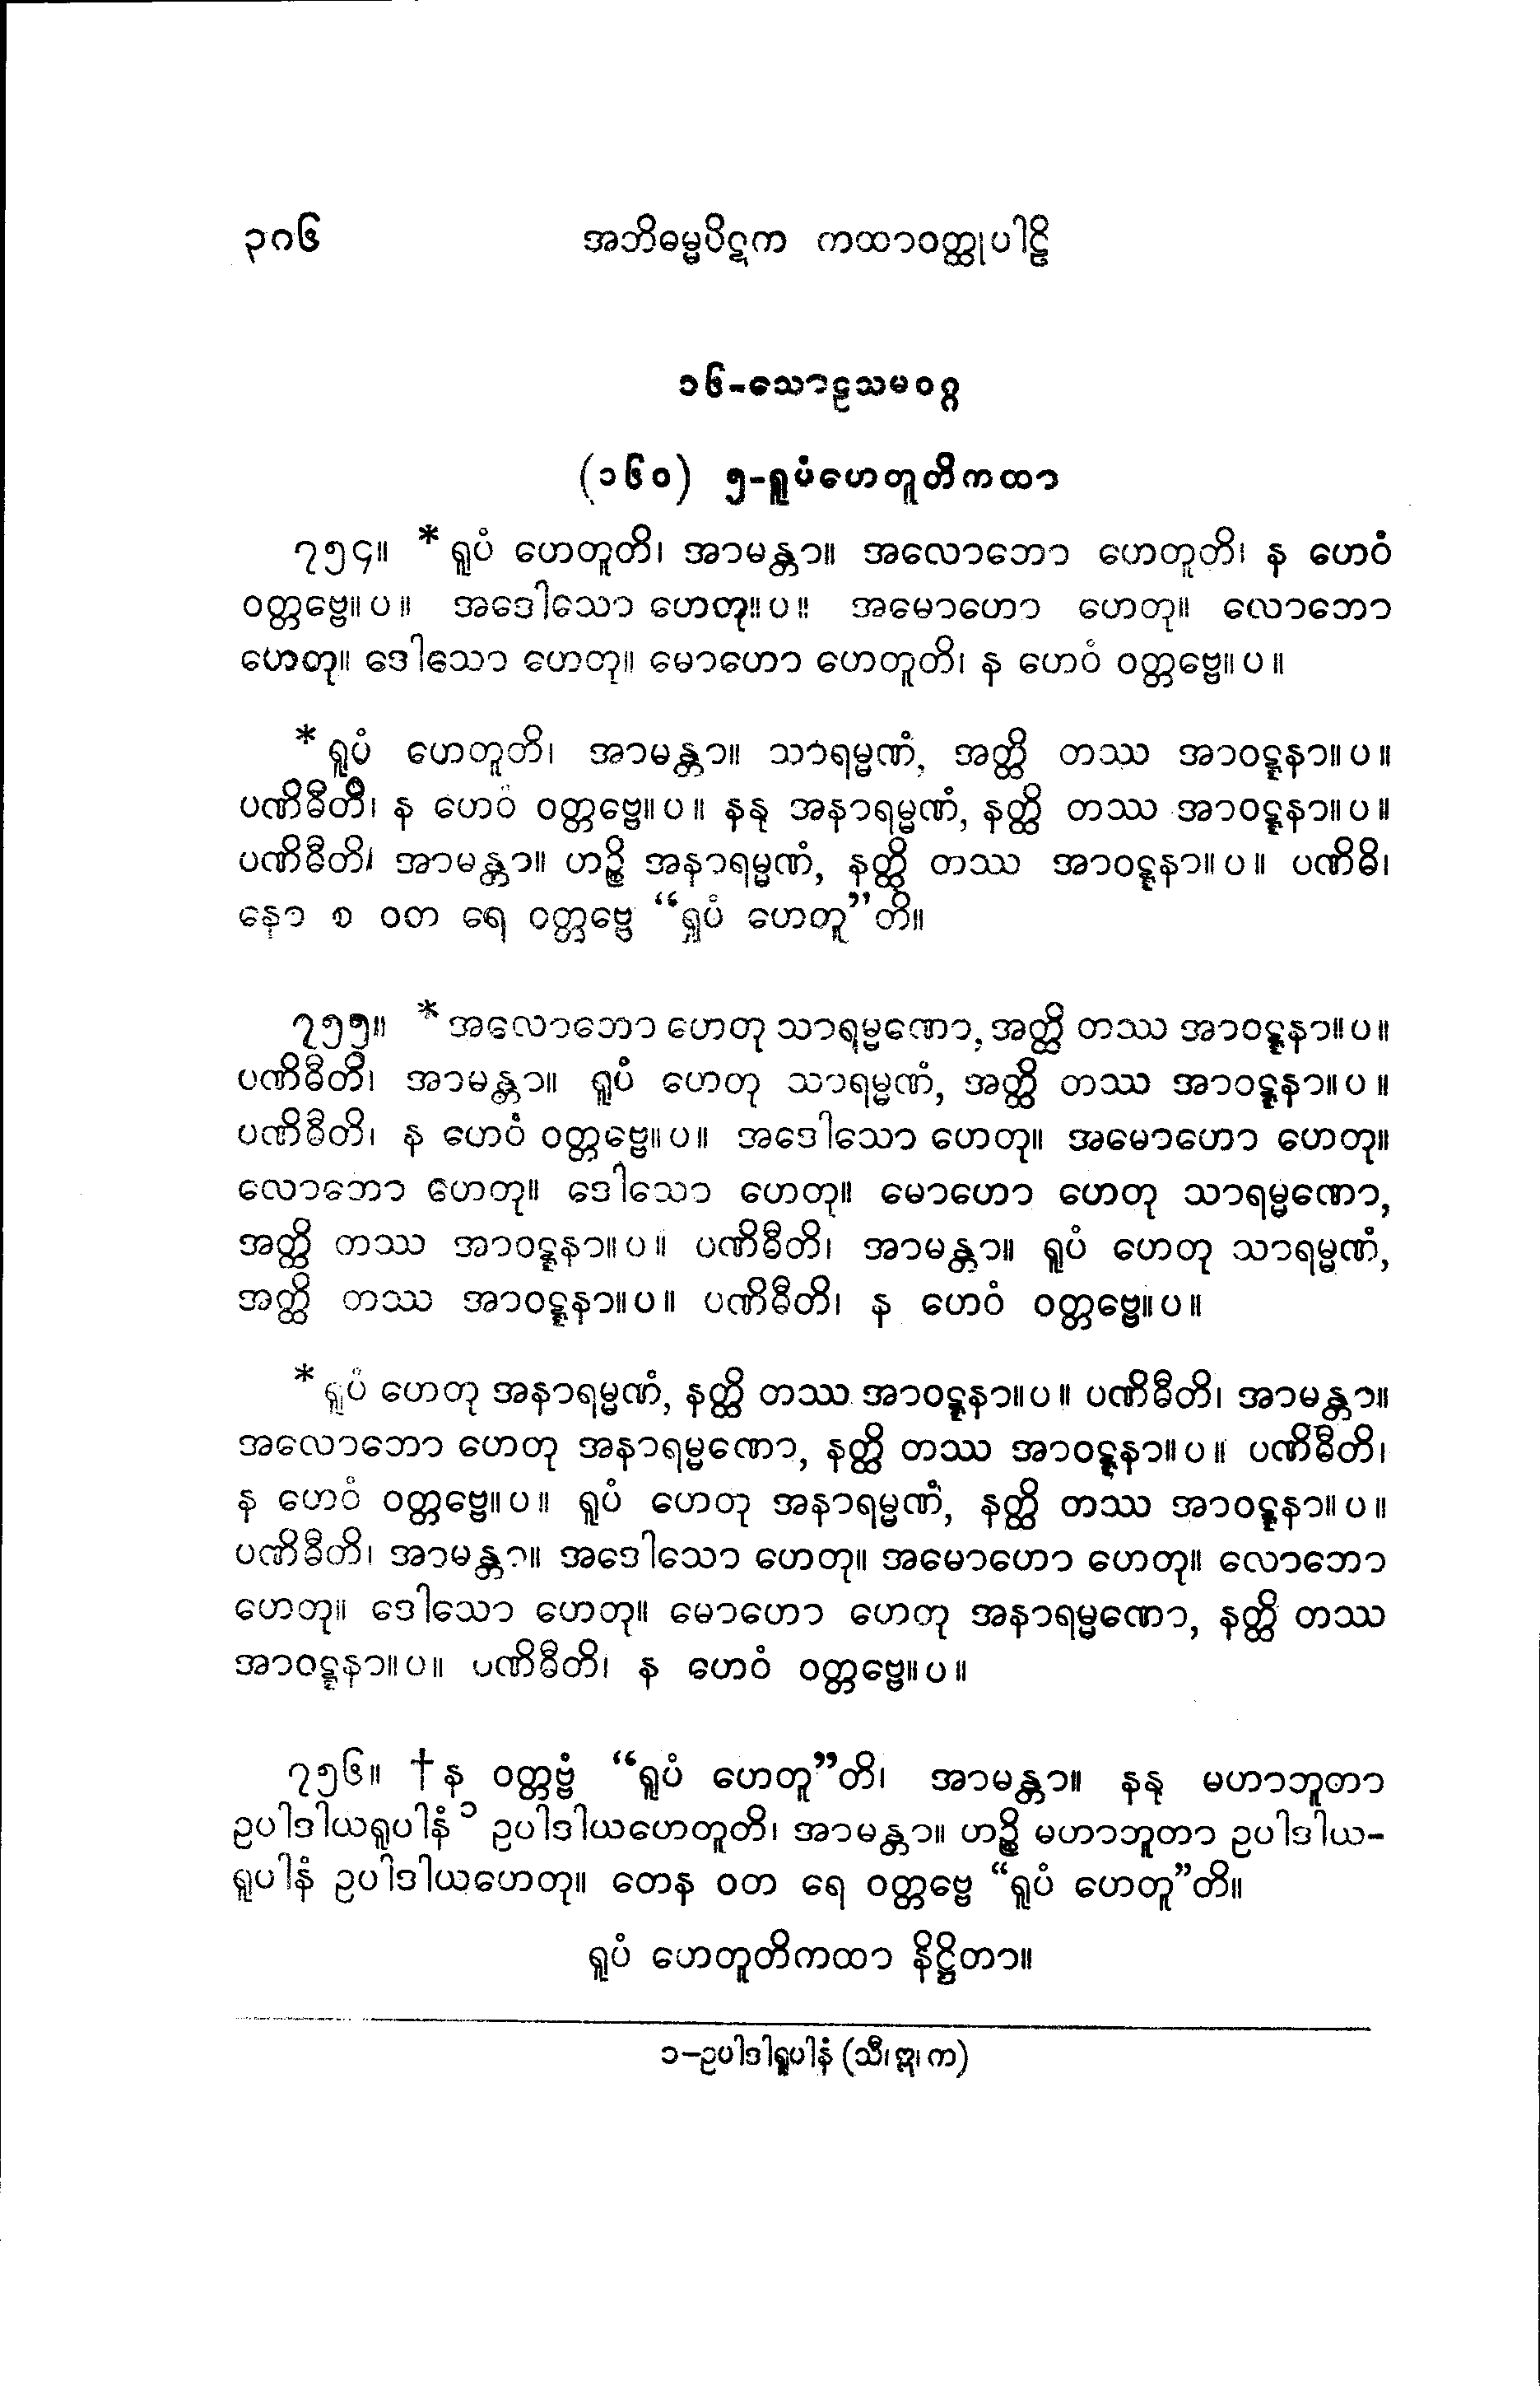 ၃၈၆ အဘိဓမ္မပိဋက ကထာဝတ္ထုပါဠိ
၁၆-သောဠသမဝဂ္ဂ
(၁၆၀) ၅-ရူပံဟေတူတိကထာ
၇၅၄။ *ရူပံ ဟေတူတိ၊ အာမန္တာ။ အလောဘော ဟေတူတိ၊ န ဟေဝံ
ဝတ္တဗ္ဗေ။ပ။ အဒေါသော ဟေတု။ပ။ အမောဟော ဟေတု။ လောဘော
ဟေတု။ ဒေါသော ဟေတု။ မောဟော ဟေတူတိ၊ န ဟေဝံ ဝတ္တဗ္ဗေ။ပ။
*ရူပံ ဟေတူတိ၊ အာမန္တာ။ သာရမ္မဏံ, အတ္ထိ တဿ အာဝဋ္ဋနာ။ပ။
ပဏိဓီတိ၊ န ဟေဝံ ဝတ္တဗ္ဗေ။ပ။ နနု အနာရမ္မဏံ, နတ္ထိ တဿ အာဝဋ္ဋနာ။ပ။
ပဏိဓီတိ၊ အာမန္တာ။ ဟဉ္စိ အနာရမ္မဏံ, နတ္ထိ တဿ အာဝဋ္ဋနာ။ပ။ ပဏိဓိ၊
နော စ ဝတ ရေ ဝတ္တဗ္ဗေ “ရူပံ ဟေတူ”တိ။
၇၅၅။ *အလောဘော ဟေတု သာရမ္မဏော, အတ္ထိ တဿ အာဝဋ္ဋနာ။ပ။
ပဏိဓီတိ၊ အာမန္တာ။ ရူပံ ဟေတု သာရမ္မဏံ, အတ္ထိ တဿ အာဝဋ္ဋနာ။ပ။
ပဏိဓီတိ၊ န ဟေဝံ ဝတ္တဗ္ဗေ။ပ။ အဒေါသော ဟေတု။ အမောဟော ဟေတု။
လောဘော ဟေတု။ ဒေါသော ဟေတု။ မောဟော ဟေတု သာရမ္မဏော,
အတ္ထိ တဿ အာဝဋ္ဋနာ။ပ။ ပဏိဓီတိ၊ အာမန္တာ။ ရူပံ ဟေတု သာရမ္မဏံ,
အတ္ထိ တဿ အာဝဋ္ဋနာ။ပ။ ပဏိဓီတိ၊ န ဟေဝံ ဝတ္တဗ္ဗေ။ပ။
*ရူပံ ဟေတု အနာရမ္မဏံ, နတ္ထိ တဿ အာဝဋ္ဋနာ။ပ။ ပဏိဓီတိ၊ အာမန္တာ။
အလောဘော ဟေတု အနာရမ္မဏော, နတ္ထိ တဿ အာဝဋ္ဋနာ။ပ။ ပဏိဓီတိ၊
န ဟေဝံ ဝတ္တဗ္ဗေ။ပ။ ရူပံ ဟေတု အနာရမ္မဏံ, နတ္ထိ တဿ အာဝဋ္ဋနာ။ပ။
ပဏိဓီတိ၊ အာမန္တာ။ အဒေါသော ဟေတု။ အမောဟော ဟေတု။ လောဘော
ဟေတု။ ဒေါသော ဟေတု။ မောဟော ဟေတု အနာရမ္မဏော, နတ္ထိ တဿ
အာဝဋ္ဋနာ။ပ။ ပဏိဓီတိ၊ န ဟေဝံ ဝတ္တဗ္ဗေ။ပ။
၇၅၆။ †န ဝတ္တဗ္ဗံ “ရူပံ ဟေတူ”တိ၊ အာမန္တာ။ နနု မဟာဘူတာ
ဥပါဒါယရူပါနံ၁ ဥပါဒါယဟေတူတိ၊ အာမန္တာ။ ဟဉ္စိ မဟာဘူတာ ဥပါဒါယ-
ရူပါနံ ဥပါဒါယဟေတု။ တေန ဝတ ရေ ဝတ္တဗ္ဗေ “ရူပံ ဟေတူ”တိ။
ရူပံ ဟေတူတိကထာ နိဋ္ဌိတာ။
၁-ဥပါဒါရူပါနံ (သီ၊ ဣ၊ က)